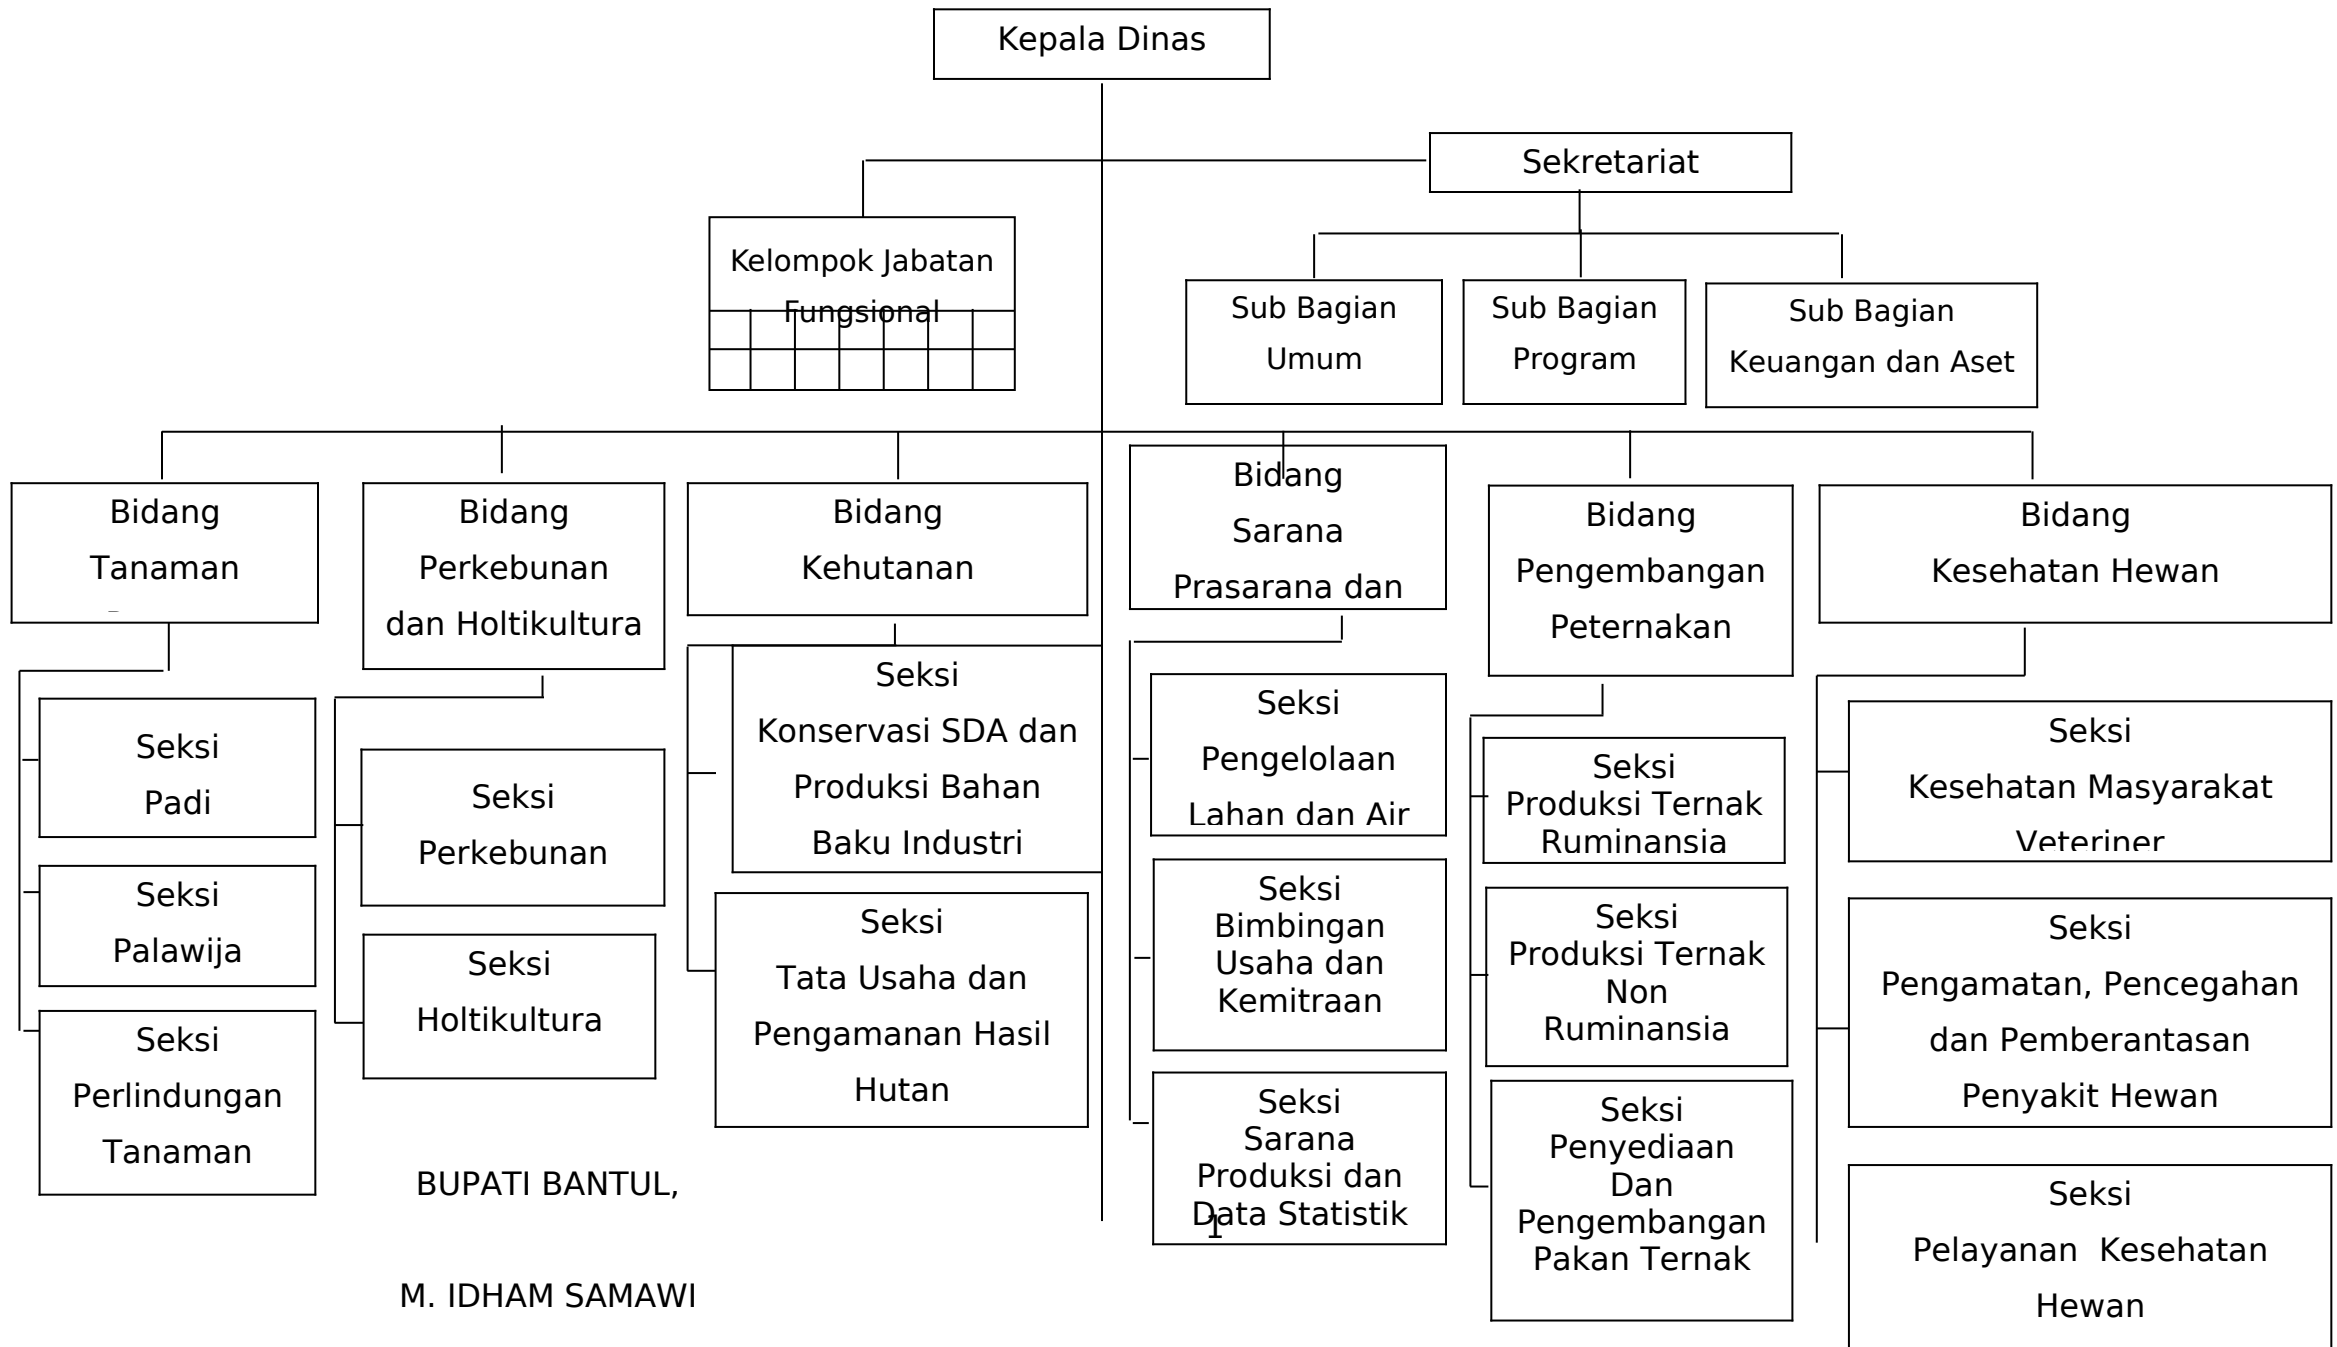 Kepala Dinas
Sekretariat
Kelompok Jabatan
Fungsional
Sub Bagian
Umum
Sub Bagian
Program
Sub Bagian
Keuangan dan Aset
Bidang
Tanaman
Bidang
Perkebunan
dan Holtikultura
Bidang
Kehutanan
Bidang
Sarana
Prasarana dan
Bidang
Pengembangan
Peternakan
Bidang
Kesehatan Hewan
Seksi
Padi
Seksi
Palawija
Seksi
Perlindungan
Tanaman
Seksi
Perkebunan
Seksi
Holtikultura
Seksi
Konservasi SDA dan
Produksi Bahan
Baku Industri
Seksi
Tata Usaha dan
Pengamanan Hasil
Hutan
Seksi
Pengelolaan
Lahan dan Air
Seksi
Bimbingan
Usaha dan
Kemitraan
Seksi
Sarana
Produksi dan
Data Statistik
Seksi
Produksi Ternak
Ruminansia
Seksi
Produksi Ternak
Non
Ruminansia
Seksi
Penyediaan
Dan
Pengembangan
Pakan Ternak
Seksi
Kesehatan Masyarakat
Veteriner
Seksi
Pengamatan, Pencegahan
dan Pemberantasan
Penyakit Hewan
Seksi
Pelayanan  Kesehatan
Hewan
BUPATI BANTUL,
M. IDHAM SAMAWI
1